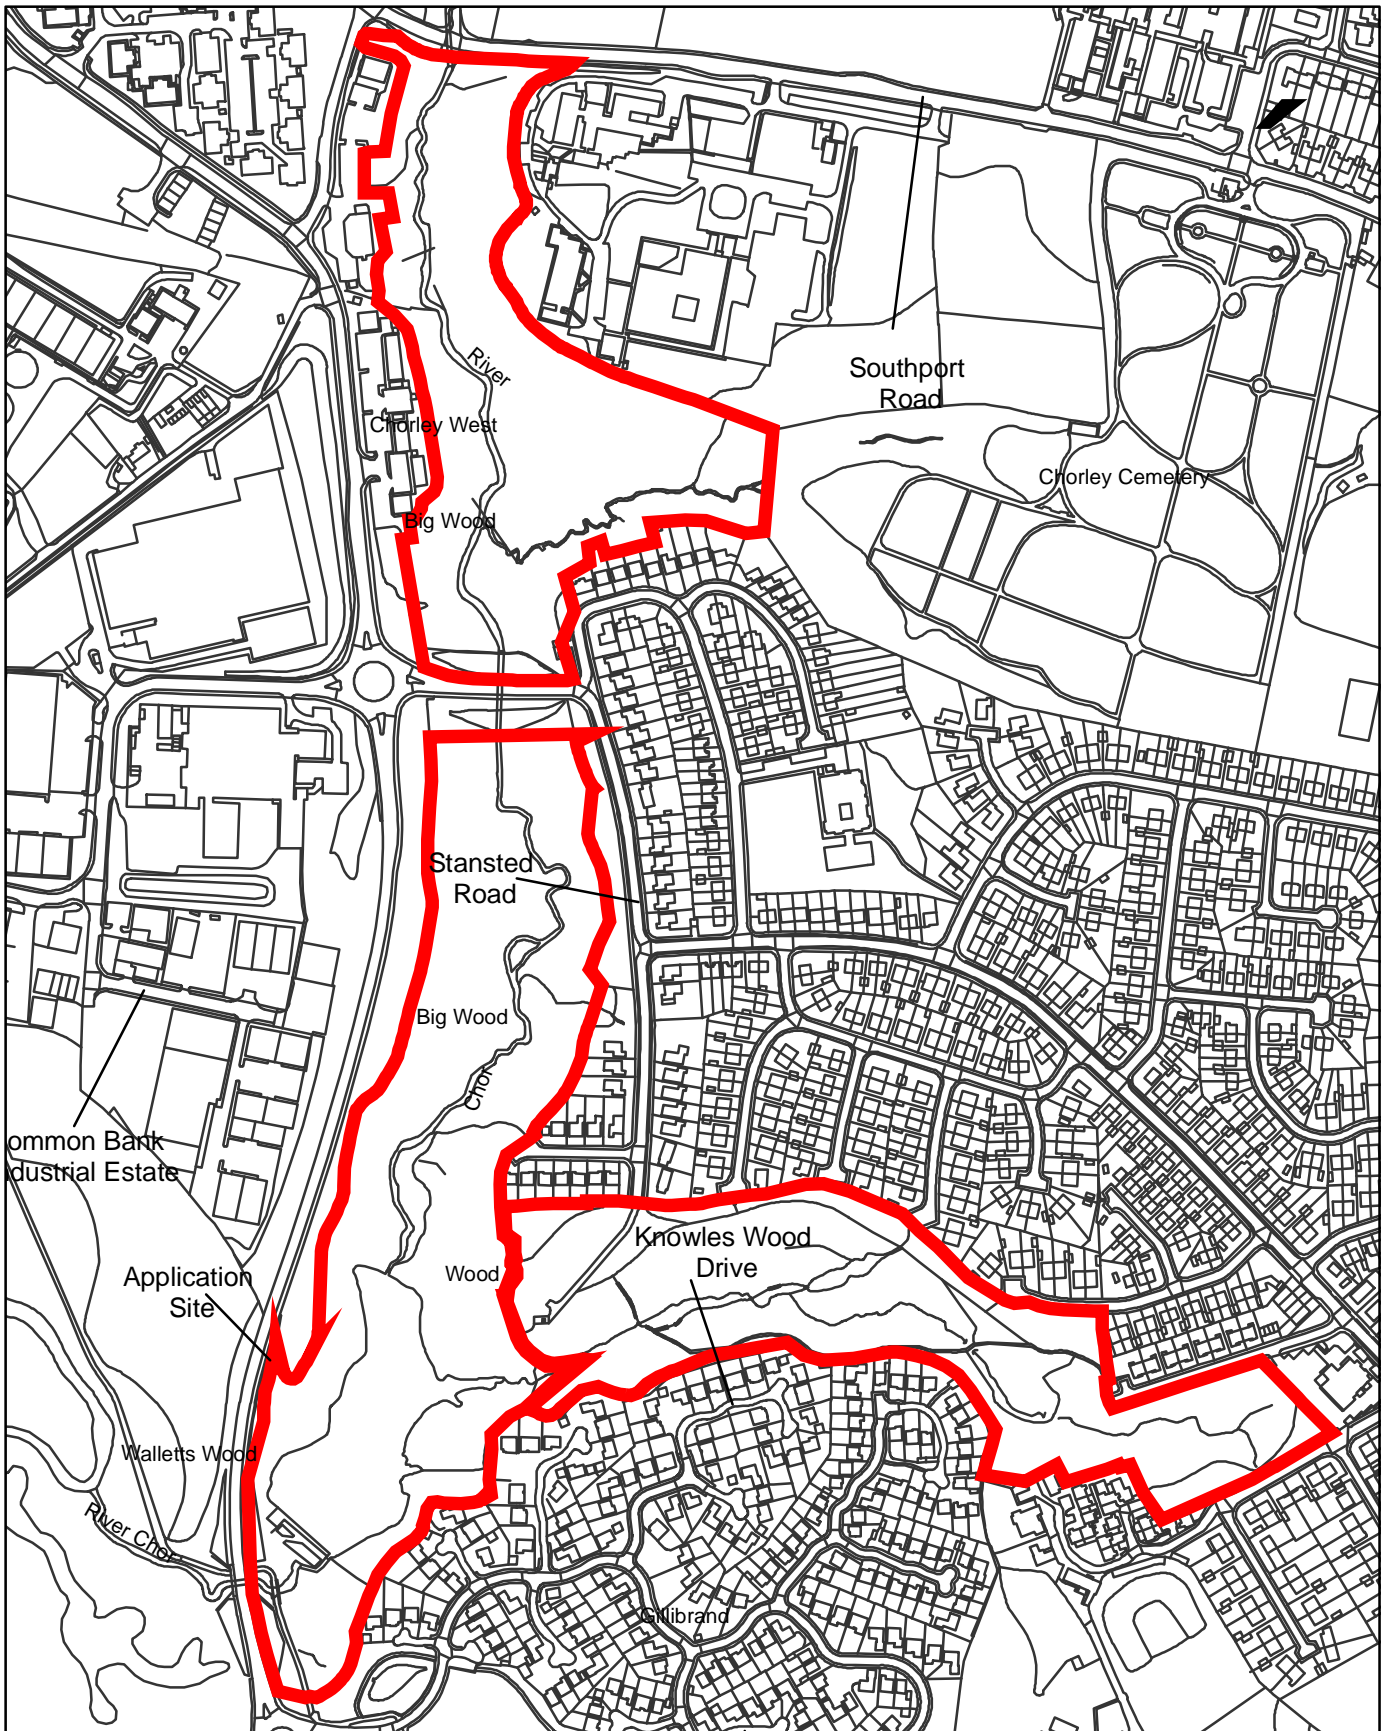 River
Southport
Road
Chorley West
Chorley Cemetery
Big Wood
Stansted
Road
Big Wood
Chor
ommon Bank
dustrial Estate
Knowles Wood
Drive
Wood
Application
Site
Walletts Wood
River Chor
Gillibrand